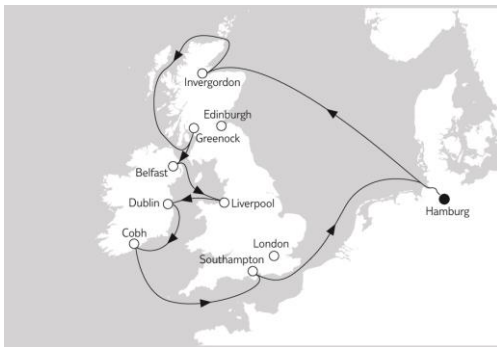 Invergordon
Edinburgh
Greenock
Belfast
Dublin
Liverpool
Hamburg
Cobh
London
Southampton